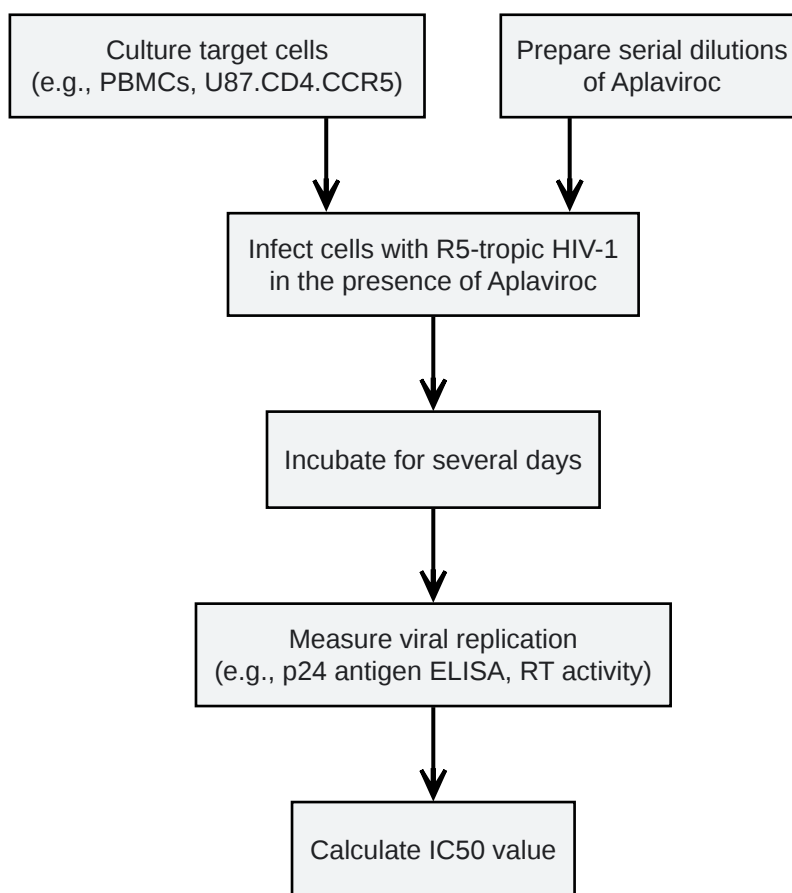 Culture target cells
(e.g., PBMCs, U87.CD4.CCR5)
Prepare serial dilutions
of Aplaviroc
Infect cells with R5-tropic HIV-1
in the presence of Aplaviroc
Incubate for several days
Measure viral replication
(e.g., p24 antigen ELISA, RT activity)
Calculate IC50 value